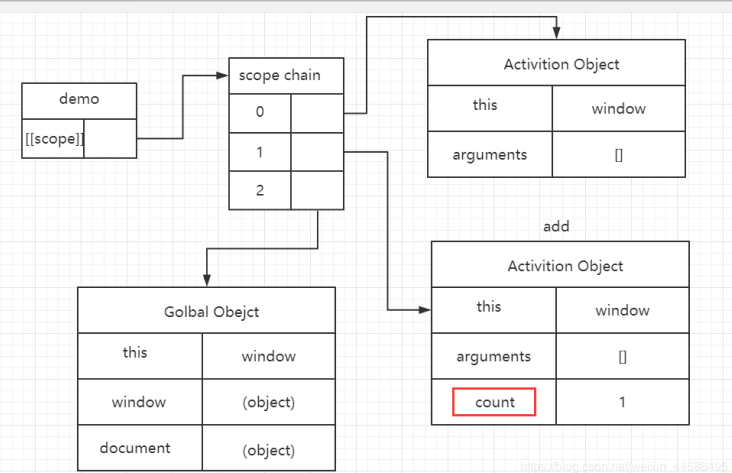 demo
[[scope]]
scope chain
0
1
2
Activition Object
this window
arguments []
add
Activition Object
this window
arguments []
count 1
Golbal Obejct
this window
window (object)
document (object)
https://blog.csdn.net/weixin_44588495